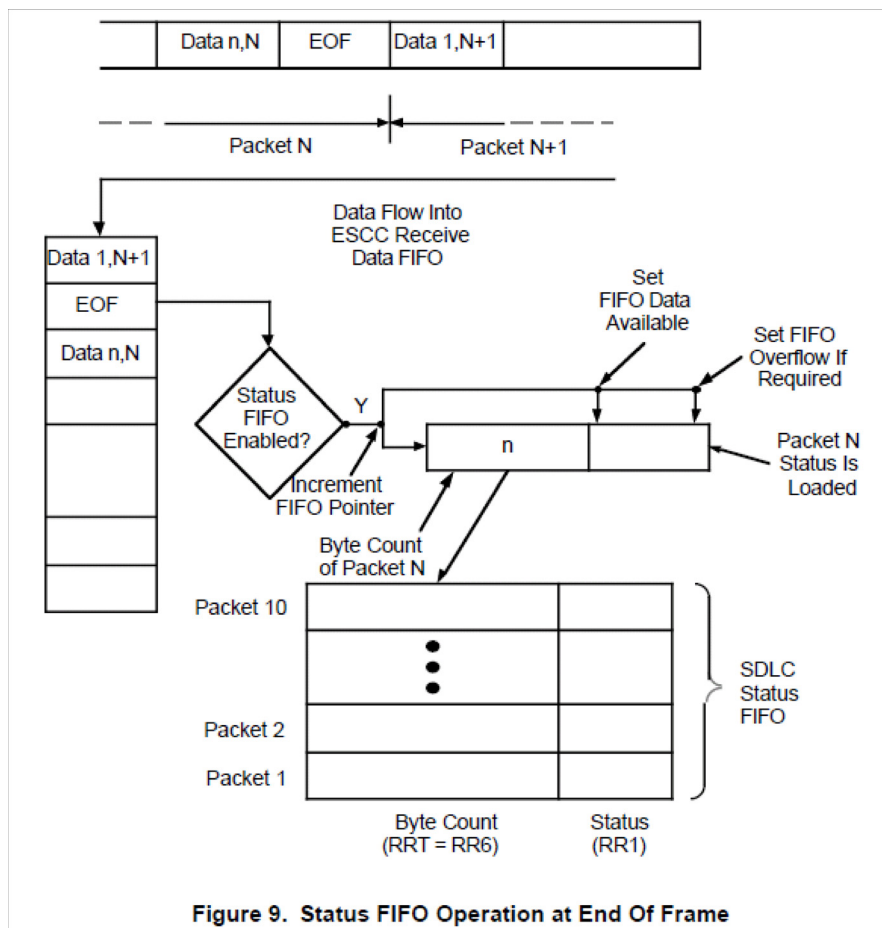 Data n,N
EOF
Data 1,N+1
Packet N
Packet N+1
Data Flow Into
ESCC Receive
Data FIFO
Data 1,N+1
EOF
Data n,N
Status
FIFO
Enabled?
Y
Increment
FIFO Pointer
Set
FIFO Data
Available
Set FIFO
Overflow If
Required
n
Packet N
Status Is
Loaded
Byte Count
of Packet N
Packet 10
Packet 2
Packet 1
SDLC
Status
FIFO
Byte Count
(RRT = RR6)
Status
(RR1)
Figure 9. Status FIFO Operation at End Of Frame